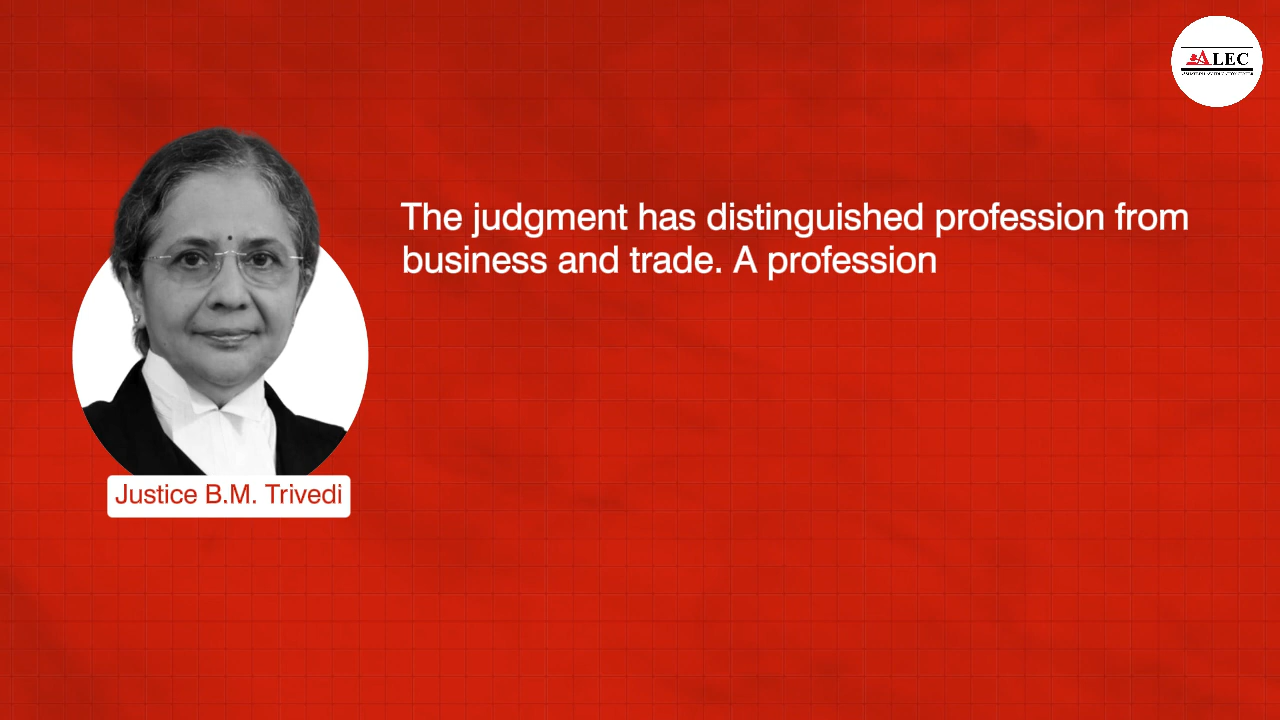 ALEC
The judgment has distinguished profession from
business and trade. A profession
Justice B.M. Trivedi